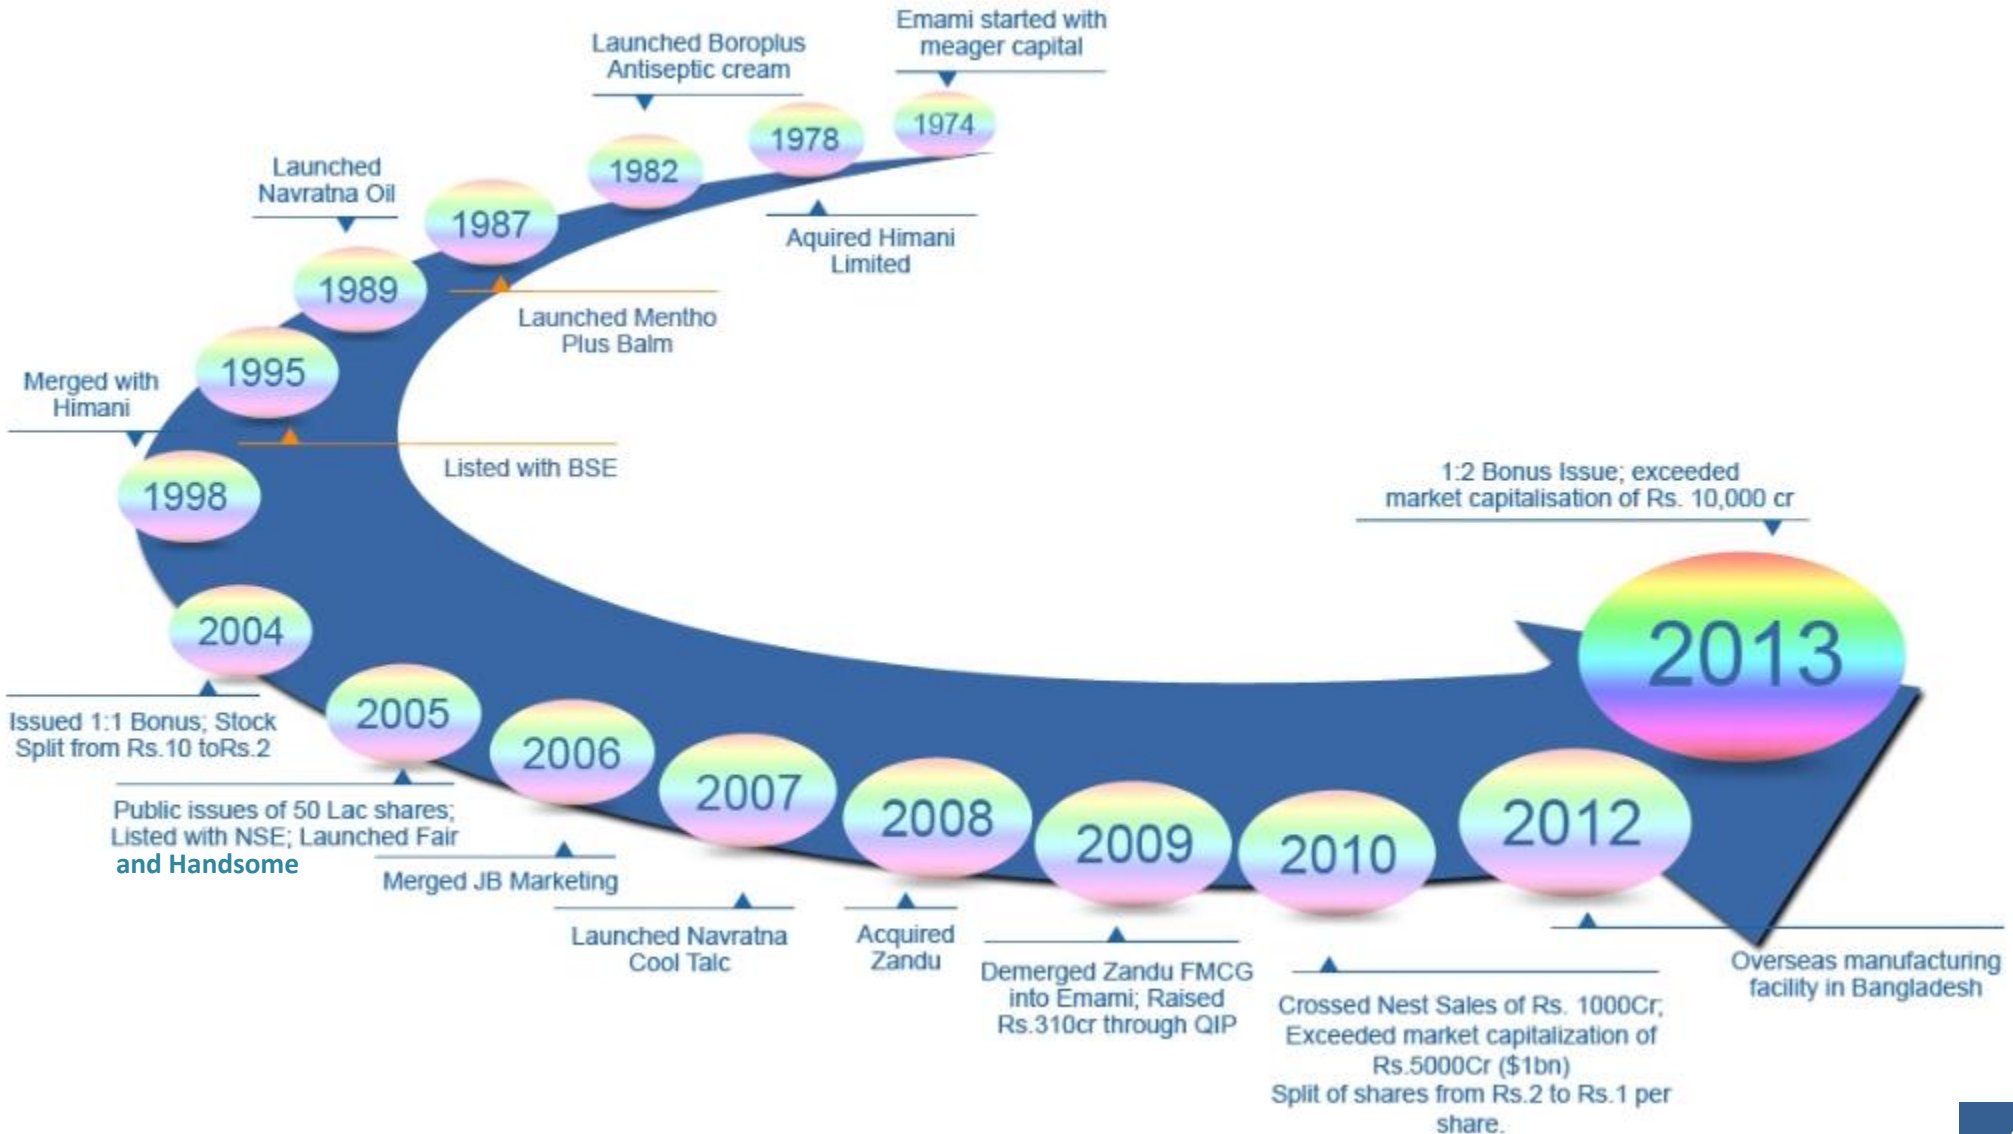 Emami started with
meager capital
1974
1978
Aquired Himani
Limited
Launched Boroplus
Antiseptic cream
1982
1987
Launched Mentho
Plus Balm
Launched
Navratna Oil
1989
1995
Listed with BSE
Merged with
Himani
1998
2004
Issued 1:1 Bonus; Stock
Split from Rs.10 toRs.2
2005
Public issues of 50 Lac shares;
Listed with NSE; Launched Fair
and Handsome
2006
Merged JB Marketing
2007
Launched Navratna
Cool Talc
2008
Acquired
Zandu
2009
Demerged Zandu FMCG
into Emami; Raised
Rs.310cr through QIP
2010
Crossed Nest Sales of Rs. 1000Cr;
Exceeded market capitalization of
Rs.5000Cr ($1bn)
Split of shares from Rs.2 to Rs.1 per
share.
2012
Overseas manufacturing
facility in Bangladesh
1:2 Bonus Issue; exceeded
market capitalisation of Rs. 10,000 cr
2013